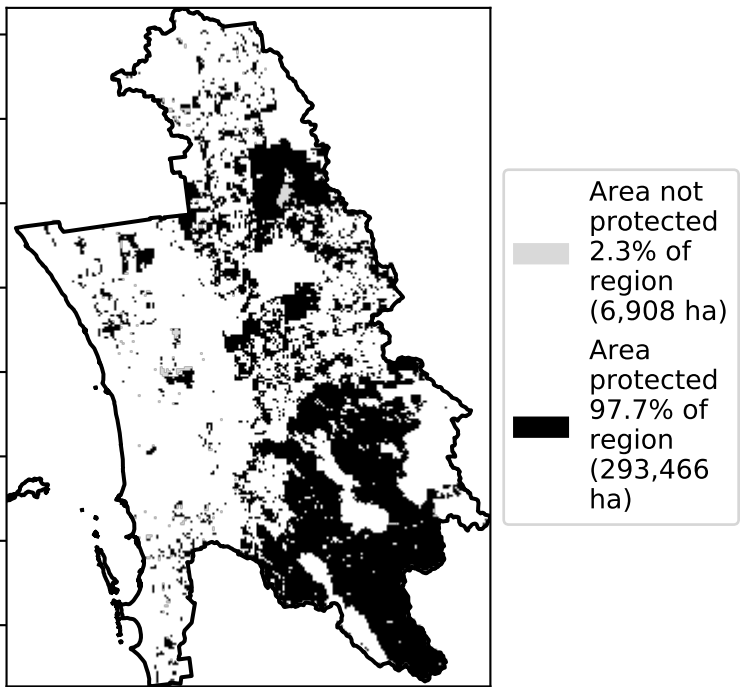 Area not
protected
2.3% of
region
(6,908 ha)
Area
protected
97.7% of
region
(293,466
ha)